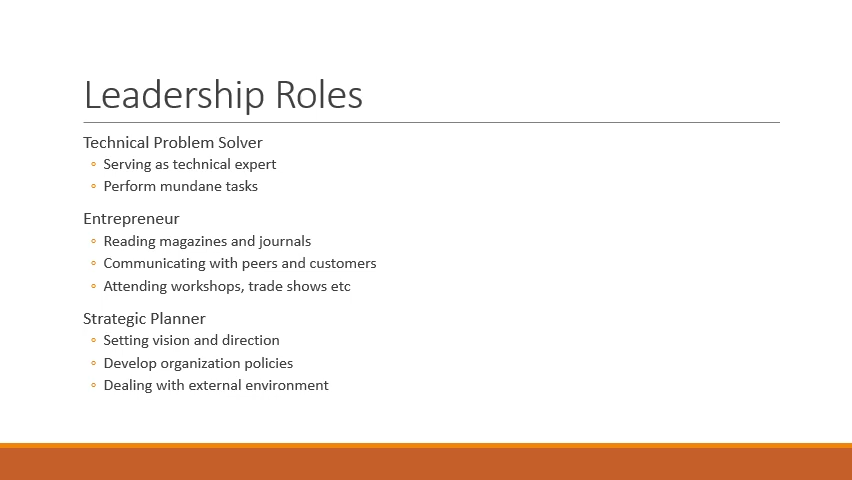 Leadership Roles
Technical Problem Solver
◦ Serving as technical expert
◦ Perform mundane tasks
Entrepreneur
◦ Reading magazines and journals
◦ Communicating with peers and customers
◦ Attending workshops, trade shows etc
Strategic Planner
◦ Setting vision and direction
◦ Develop organization policies
◦ Dealing with external environment